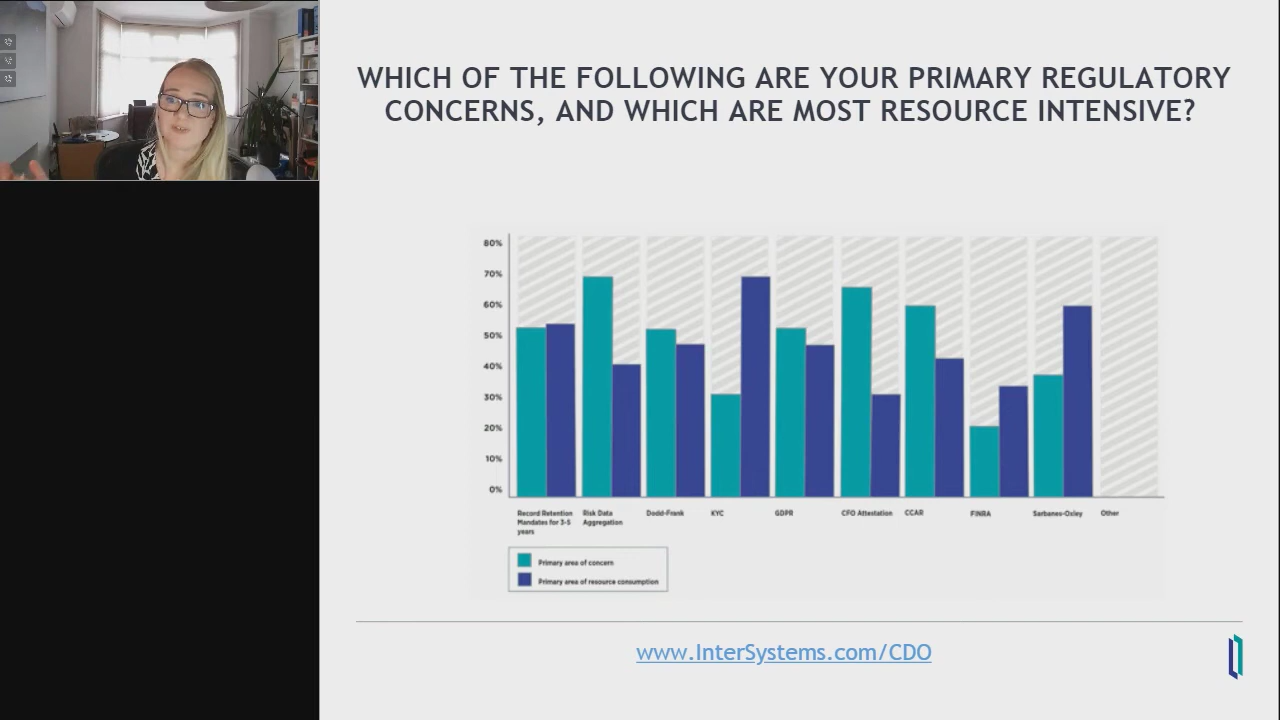 WHICH OF THE FOLLOWING ARE YOUR PRIMARY REGULATORY
CONCERNS, AND WHICH ARE MOST RESOURCE INTENSIVE?
80%
70%
60%
50%
40%
30%
20%
10%
0%
Record Retention
Mandates for 3-5
years
Risk Data
Aggregation
Dodd-Frank
KYC
GDPR
CFO Attestation
CCAR
FINRA
Sarbanes-Oxley
Other
Primary area of concern
Primary area of resource consumption
www.InterSystems.com/CDO